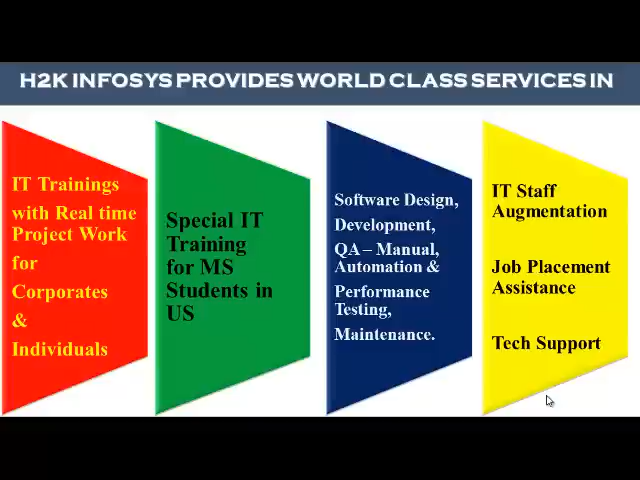 H2K INFOSYS PROVIDES WORLD CLASS SERVICES IN
IT Trainings
with Real time
Project Work
for
Corporates
&
Individuals
Special IT
Training
for MS
Students in
US
Software Design,
Development,
QA – Manual,
Automation &
Performance
Testing,
Maintenance.
IT Staff
Augmentation
Job Placement
Assistance
Tech Support